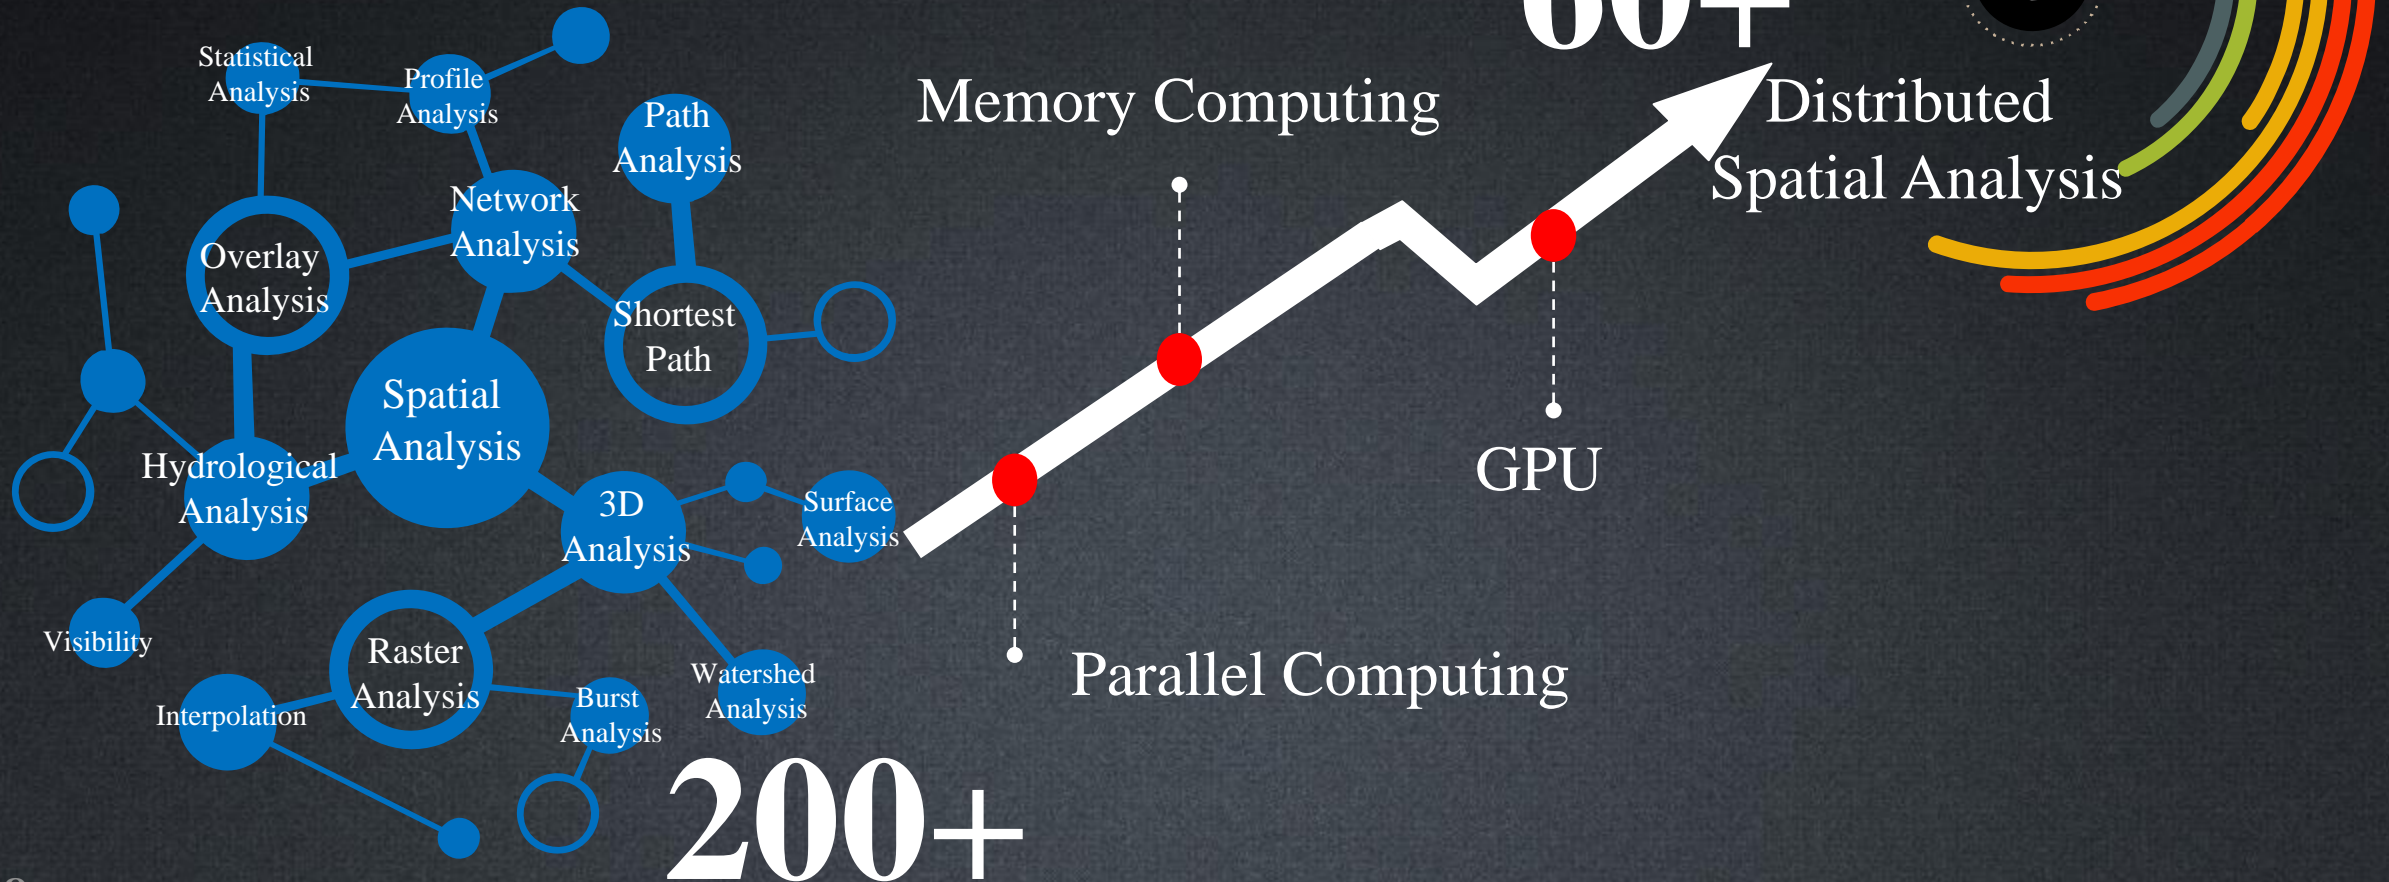 60+
Statistical
Analysis
Profile
Analysis
Path
Analysis
Network
Analysis
Overlay
Analysis
Shortest
Path
Spatial
Analysis
Hydrological
Analysis
3D
Analysis
Surface
Analysis
Visibility
Raster
Analysis
Interpolation
Burst
Analysis
Watershed
Analysis
200+
Memory Computing
Distributed
Spatial Analysis
GPU
Parallel Computing